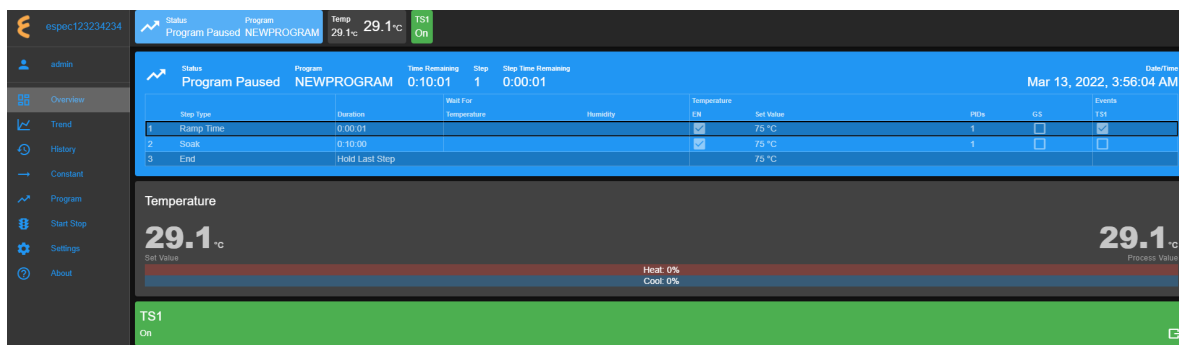 espec123234234
Status Program
Program Paused NEWPROGRAM
Temp
29.1°c 29.1°c
TS1
On
admin
Overview
Trend
History
Constant
Program
Start Stop
Settings
About
Status Program Time Remaining Step Step Time Remaining Date/Time
Program Paused NEWPROGRAM 0:10:01 1 0:00:01 Mar 13, 2022, 3:56:04 AM
Wait For Temperature Events
Step Type Duration Temperature Humidity EN Set Value PIDs GS TS1
1 Ramp Time 0:00:01 75 °C 1
2 Soak 0:10:00 75 °C 1
3 End Hold Last Step 75 °C
Temperature
29.1 °C 29.1 °C
Set Value Process Value
Heat: 0%
Cool: 0%
TS1
On